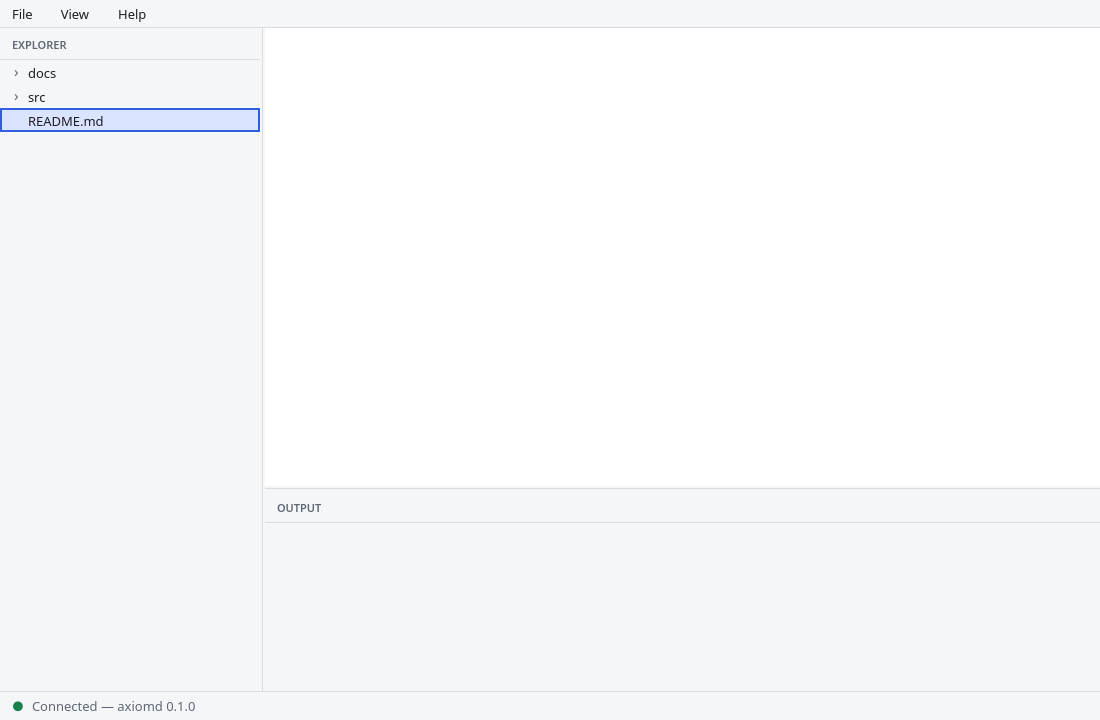 File View Help
EXPLORER
docs
src
README.md
OUTPUT
Connected — axiomd 0.1.0